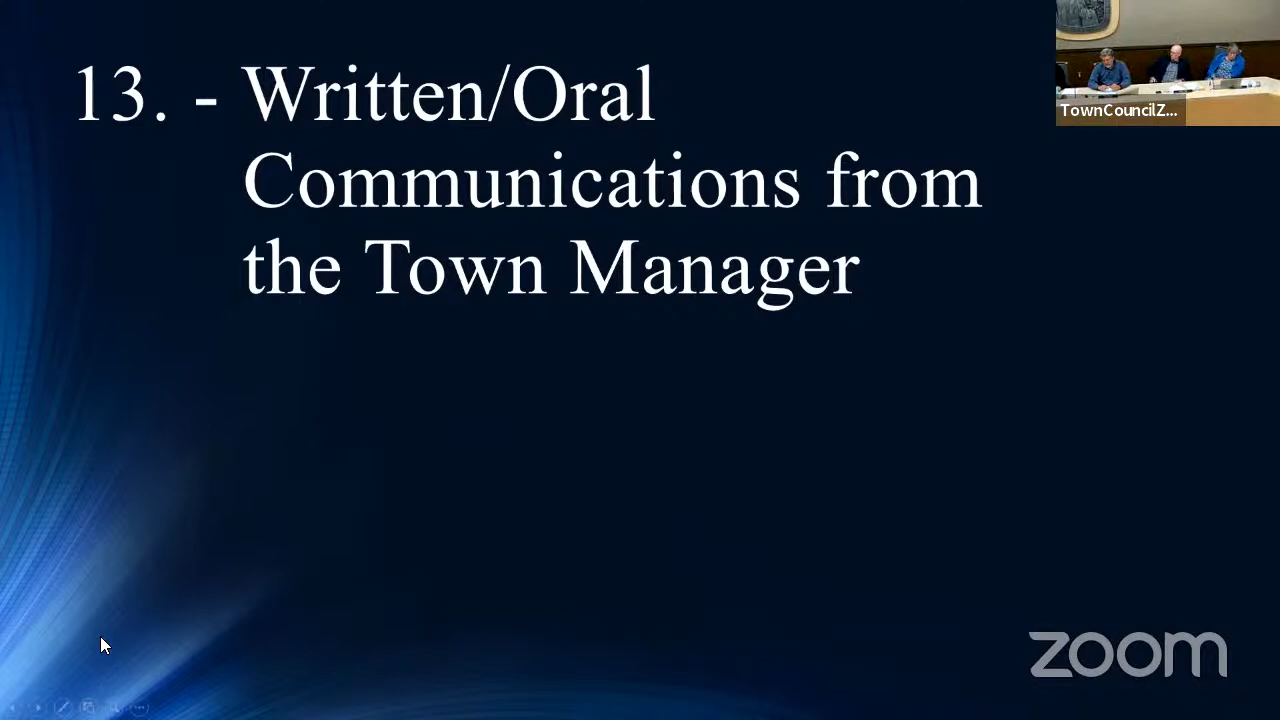 13. - Written/Oral
Communications from
the Town Manager
TownCouncilZ...
zoom